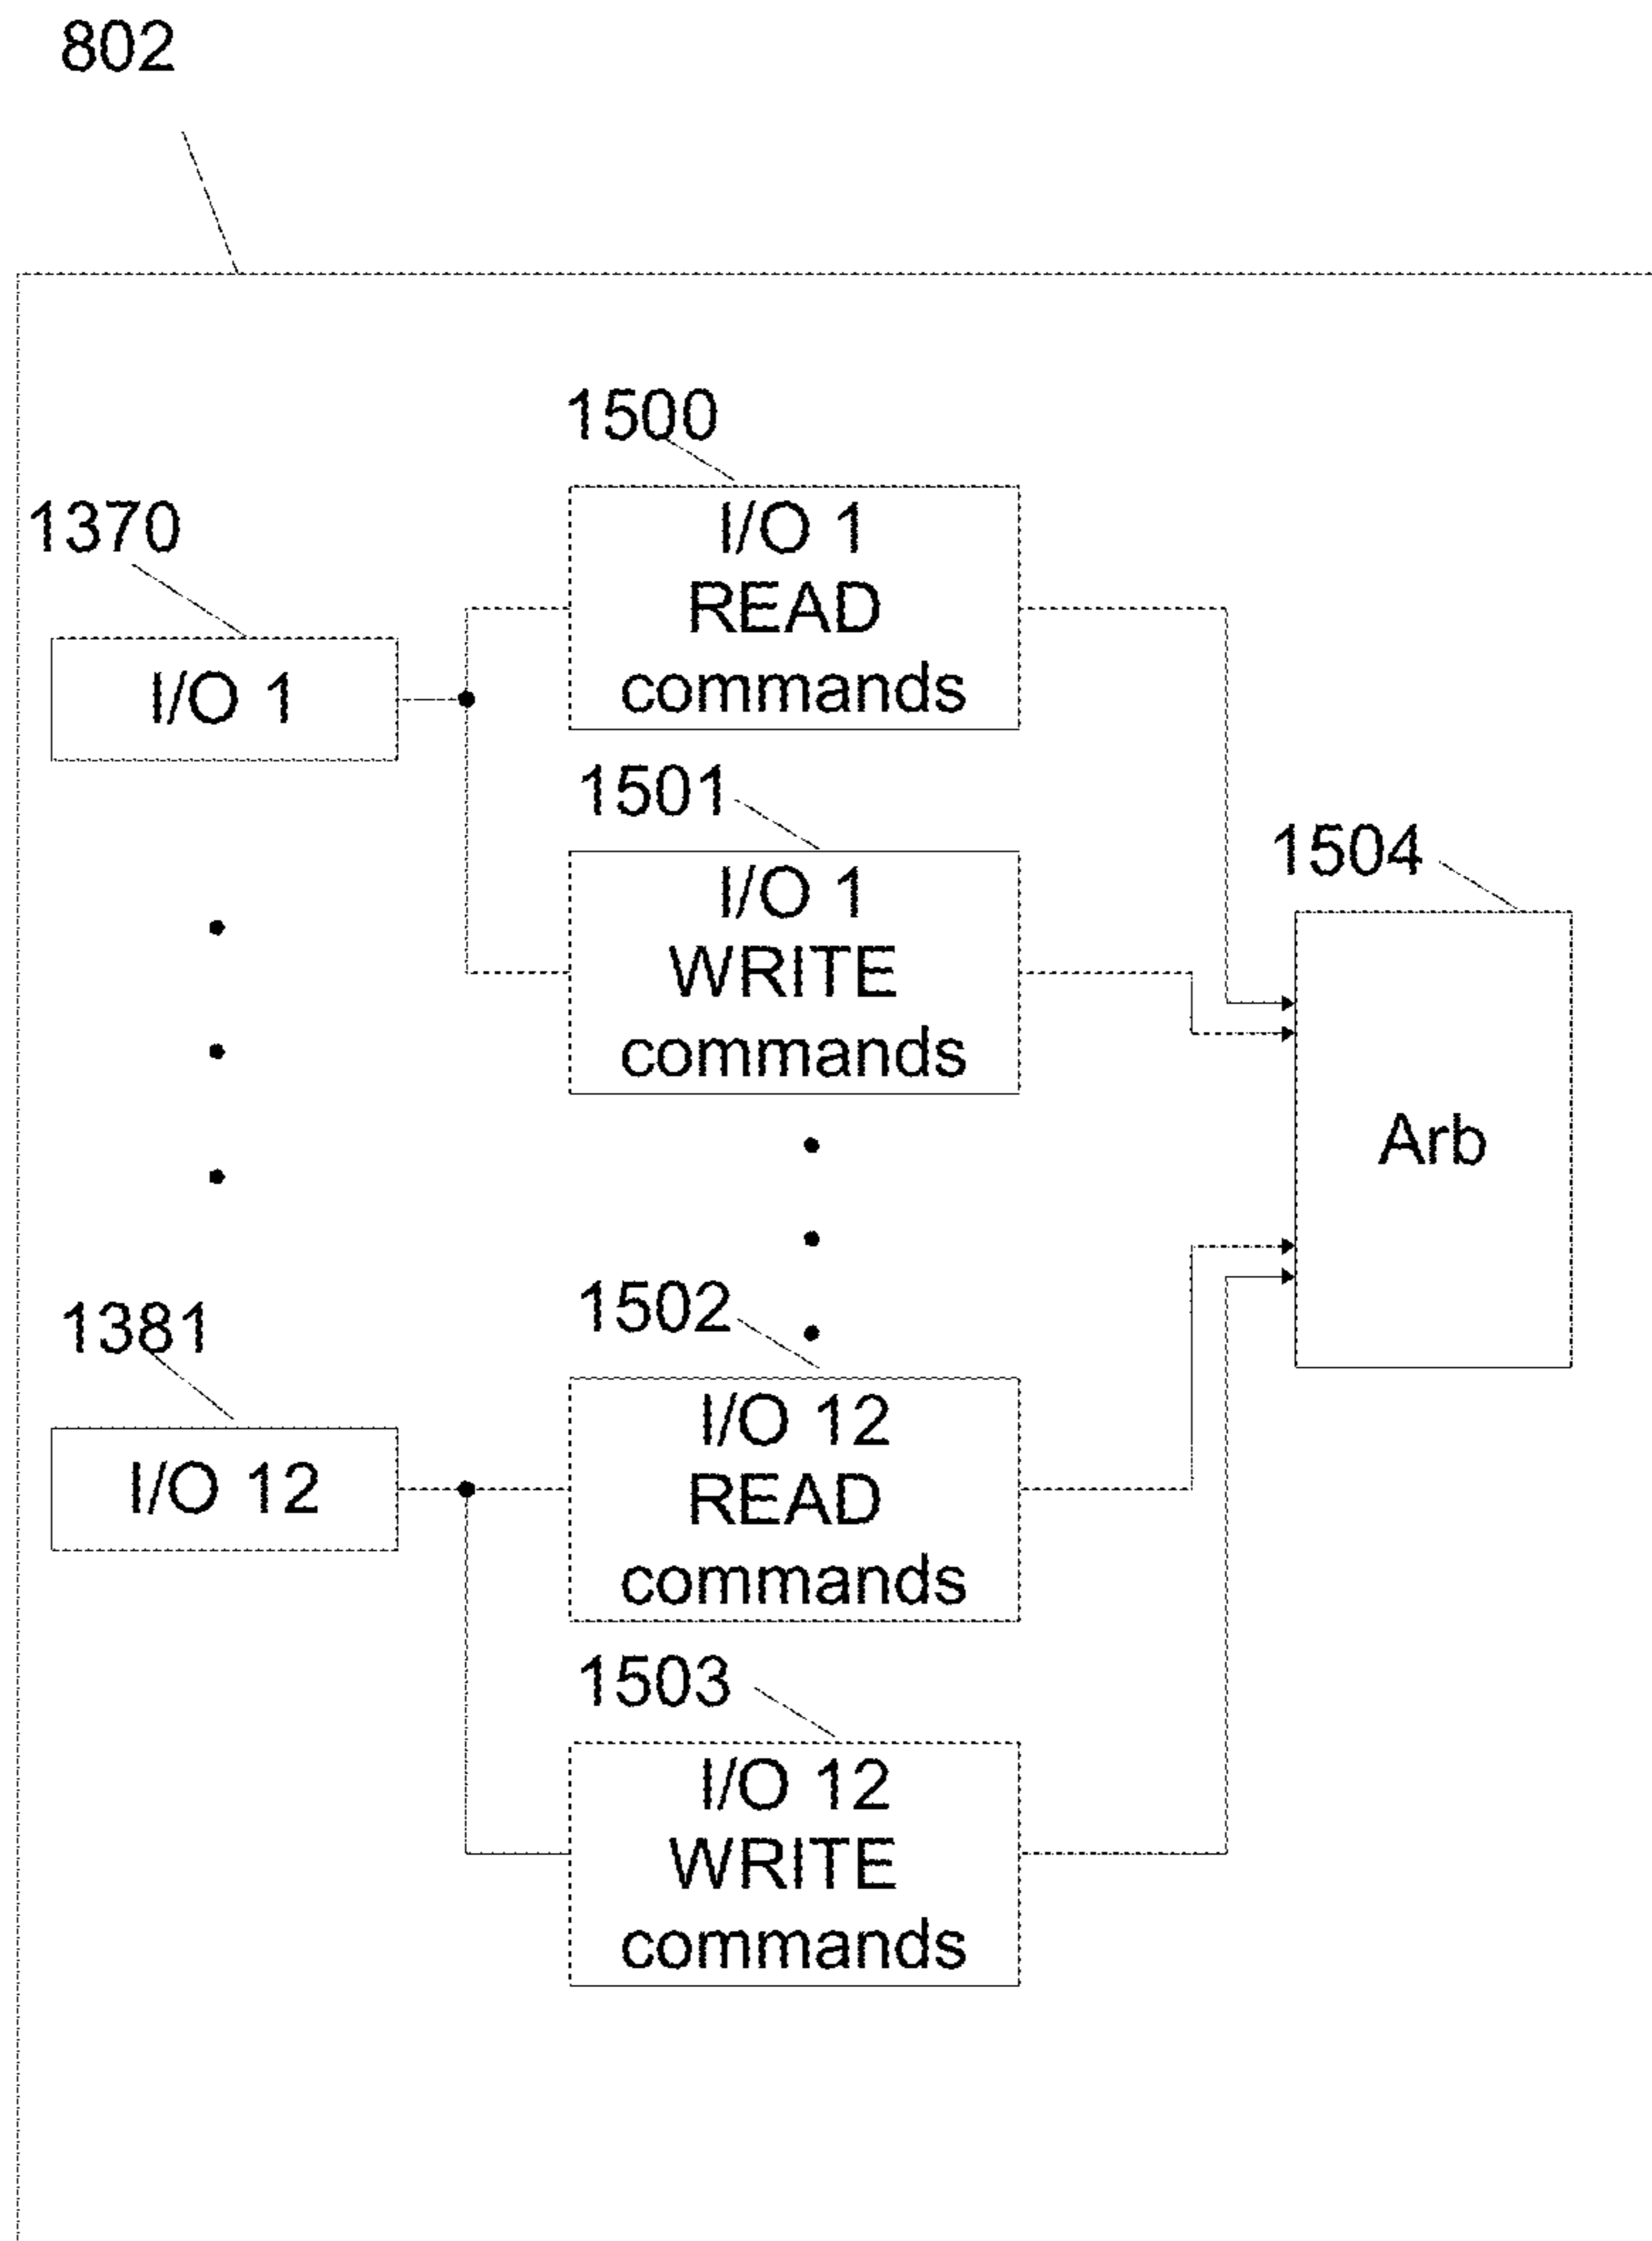 802
1500
I/O 1
READ
commands
1370
I/O 1
1501
I/O 1
WRITE
commands
1504
Arb
1502
I/O 12
READ
commands
1381
I/O 12
1503
I/O 12
WRITE
commands